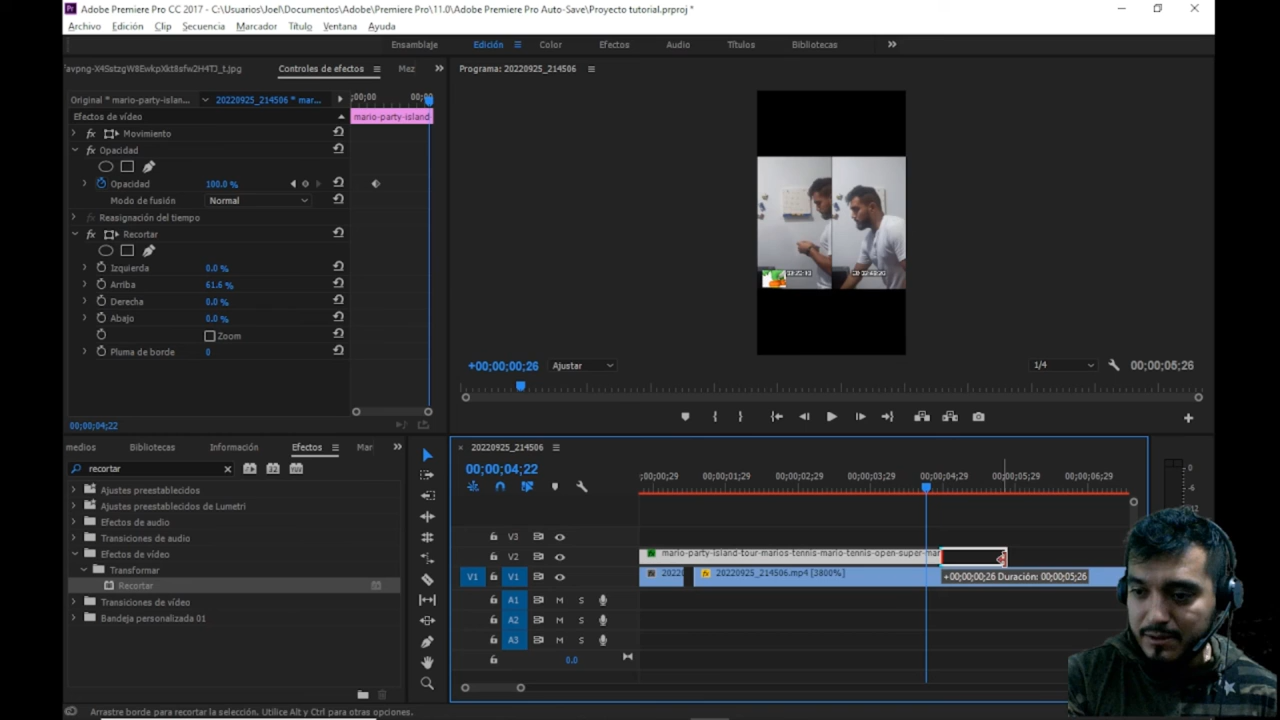 Adobe Premiere Pro CC 2017 - C:\Usuarios\Joel\Documentos\Adobe\Premiere Pro\11.0\Adobe Premiere Pro Auto-Save\Proyecto tutorial.prproj *
Archivo Edición Clip Secuencia Marcador Título Ventana Ayuda
Ensamblaje Edición Color Efectos Audio Títulos Bibliotecas
Controles de efectos Mez
Programa: 20220925_214506
Original * mario-party-islan... 20220925_214506 * mar...
;00;00 00;00
Efectos de vídeo
mario-party-island
fx Movimiento
fx Opacidad
Opacidad 100.0 %
Modo de fusión Normal
fx Reasignación del tiempo
fx Recortar
Izquierda 0.0 %
Arriba 61.6 %
Derecha 0.0 %
Abajo 0.0 %
Zoom
Pluma de borde 0
00;00;04;22
+00;00;00;26 Ajustar 1/4 00;00;05;26
medios Bibliotecas Información Efectos Mar
recortar
Ajustes preestablecidos
Ajustes preestablecidos de Lumetri
Efectos de audio
Transiciones de audio
Efectos de vídeo
Transformar
Recortar
Transiciones de vídeo
Bandeja personalizada 01
20220925_214506
00;00;04;22
;00;00;29 00;00;01;29 00;00;02;29 00;00;03;29 00;00;04;29 00;00;05;29 00;00;06;29
V3
V2 mario-party-island-tour-marios-tennis-mario-tennis-open-super-mar
V1 V1 2022 20220925_214506.mp4 [3800%]
+00;00;00;26 Duración: 00;00;05;26
A1 M S
A2 M S
A3 M S
0.0
0
-6
-12
Arrastre borde para recortar la selección. Utilice Alt y Ctrl para otras opciones.